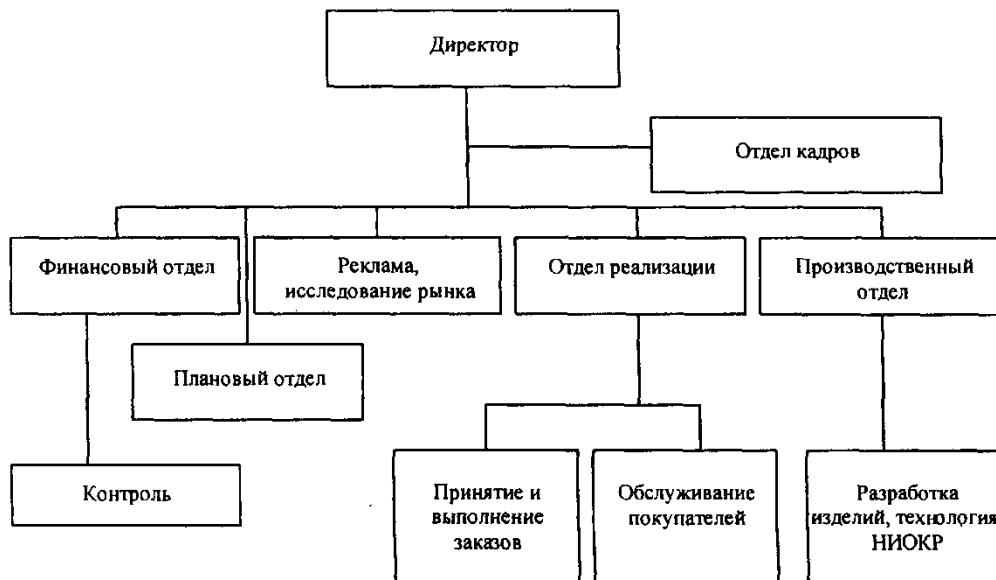 Директор
Отдел кадров
Финансовый отдел
Реклама,
исследование рынка
Отдел реализации
Производственный
отдел
Плановый отдел
Контроль
Принятие и
выполнение
заказов
Обслуживание
покупателей
Разработка
изделий, технология
НИОКР